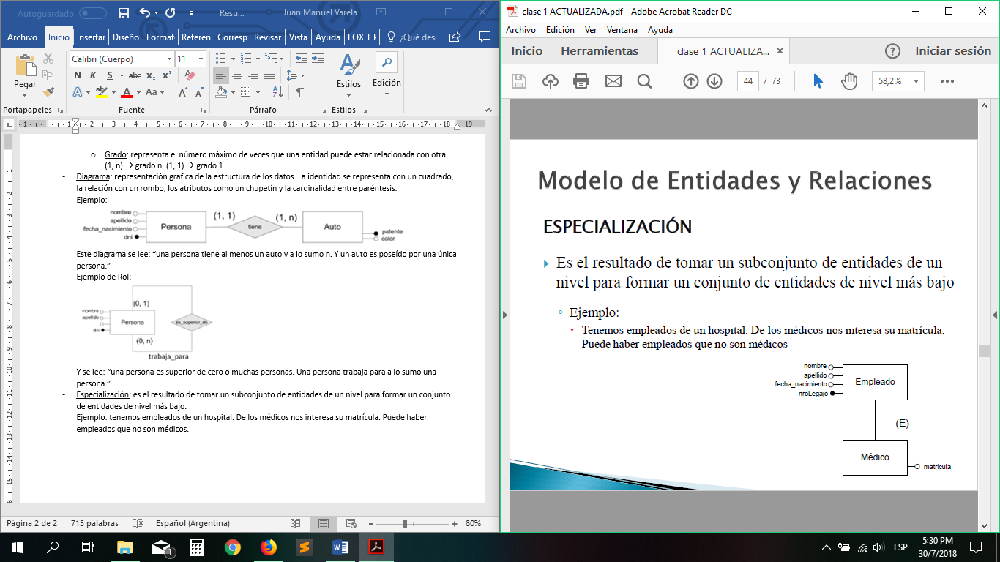 Autoguardado
Resu...
Juan Manuel Varela
Archivo Inicio Insertar Diseño Format Referen Corresp Revisar Vista Ayuda FOXIT F ¿Qué des
Pegar
Calibri (Cuerpo) 11
N K S abc x₂ x²
A ab A Aa A A
Estilos
Edición
Portapapeles Fuente Párrafo Estilos
Grado: representa el número máximo de veces que una entidad puede estar relacionada con otra.
(1, n) → grado n. (1, 1) → grado 1.
- Diagrama: representación grafica de la estructura de los datos. La identidad se representa con un cuadrado,
la relación con un rombo, los atributos como un chupetín y la cardinalidad entre paréntesis.
Ejemplo:
nombre
apellido
fecha_nacimiento
dni
Persona
(1, 1)
tiene
(1, n)
Auto
patente
color
Este diagrama se lee: “una persona tiene al menos un auto y a lo sumo n. Y un auto es poseído por una única
persona.”
Ejemplo de Rol:
nombre
apellido
dni
(0, 1)
Persona
es_superior_de
(0, n)
trabaja_para
Y se lee: “una persona es superior de cero o muchas personas. Una persona trabaja para a lo sumo una
persona.”
- Especialización: es el resultado de tomar un subconjunto de entidades de un nivel para formar un conjunto
de entidades de nivel más bajo.
Ejemplo: tenemos empleados de un hospital. De los médicos nos interesa su matrícula. Puede haber
empleados que no son médicos.
Página 2 de 2 715 palabras Español (Argentina) 80%
clase 1 ACTUALIZADA.pdf - Adobe Acrobat Reader DC
Archivo Edición Ver Ventana Ayuda
Inicio Herramientas clase 1 ACTUALIZA... × Iniciar sesión
44 / 73 58,2%
Modelo de Entidades y Relaciones
ESPECIALIZACIÓN
Es el resultado de tomar un subconjunto de entidades de un
nivel para formar un conjunto de entidades de nivel más bajo
Ejemplo:
Tenemos empleados de un hospital. De los médicos nos interesa su matrícula.
Puede haber empleados que no son médicos
nombre
apellido
fecha_nacimiento
nroLegajo
Empleado
(E)
Médico
matricula
1
ESP
5:30 PM
30/7/2018